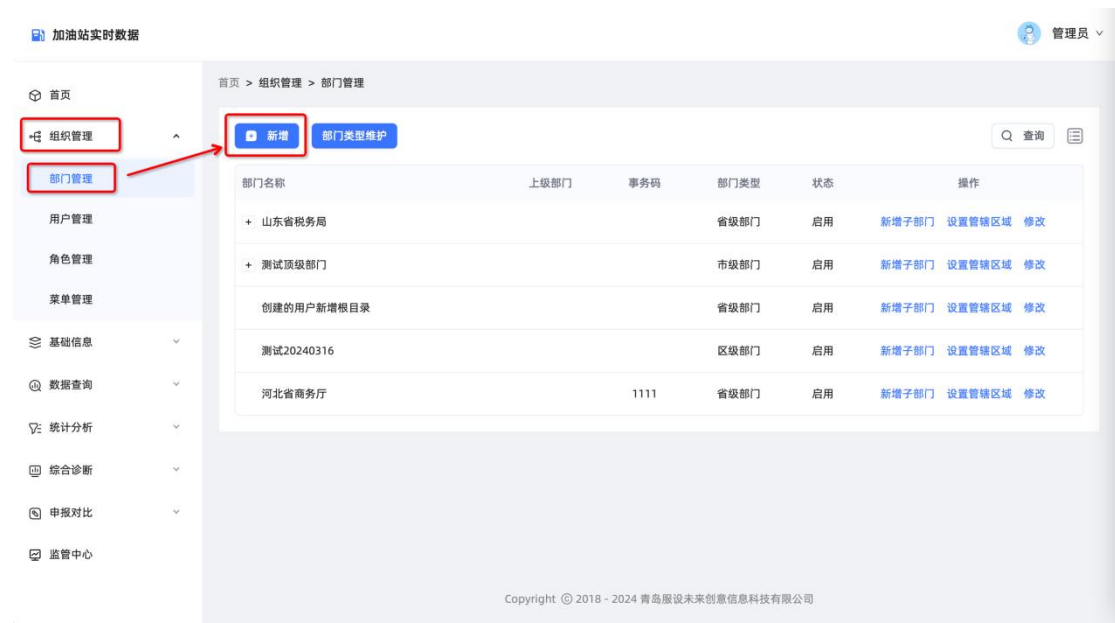 加油站实时数据
管理员
首页
组织管理
部门管理
用户管理
角色管理
菜单管理
基础信息
数据查询
统计分析
综合诊断
申报对比
监管中心
首页 > 组织管理 > 部门管理
新增 部门类型维护 查询
部门名称 上级部门 事务码 部门类型 状态 操作
+ 山东省税务局 省级部门 启用 新增子部门 设置管辖区域 修改
+ 测试顶级部门 市级部门 启用 新增子部门 设置管辖区域 修改
创建的用户新增根目录 省级部门 启用 新增子部门 设置管辖区域 修改
测试20240316 区级部门 启用 新增子部门 设置管辖区域 修改
河北省商务厅 1111 省级部门 启用 新增子部门 设置管辖区域 修改
Copyright © 2018 - 2024 青岛服设未来创意信息科技有限公司